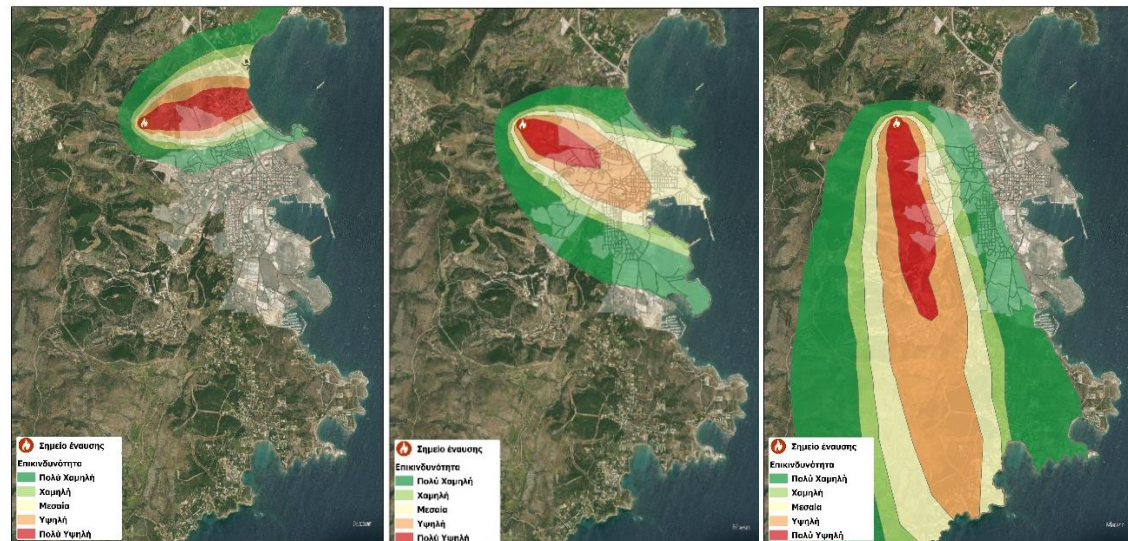 Σημείο έναυσης
Επικινδυνότητα
Πολύ Χαμηλή
Χαμηλή
Μεσαία
Υψηλή
Πολύ Υψηλή
Σημείο έναυσης
Επικινδυνότητα
Πολύ Χαμηλή
Χαμηλή
Μεσαία
Υψηλή
Πολύ Υψηλή
Σημείο έναυσης
Επικινδυνότητα
Πολύ Χαμηλή
Χαμηλή
Μεσαία
Υψηλή
Πολύ Υψηλή
Maxar